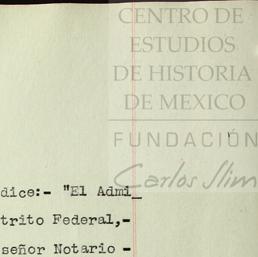 CENTRO DE
ESTUDIOS
DE HISTORIA
DE MEXICO
FUNDACIÓN
Carlos Slim
dice:- "El Admi_
trito Federal,-
señor Notario -